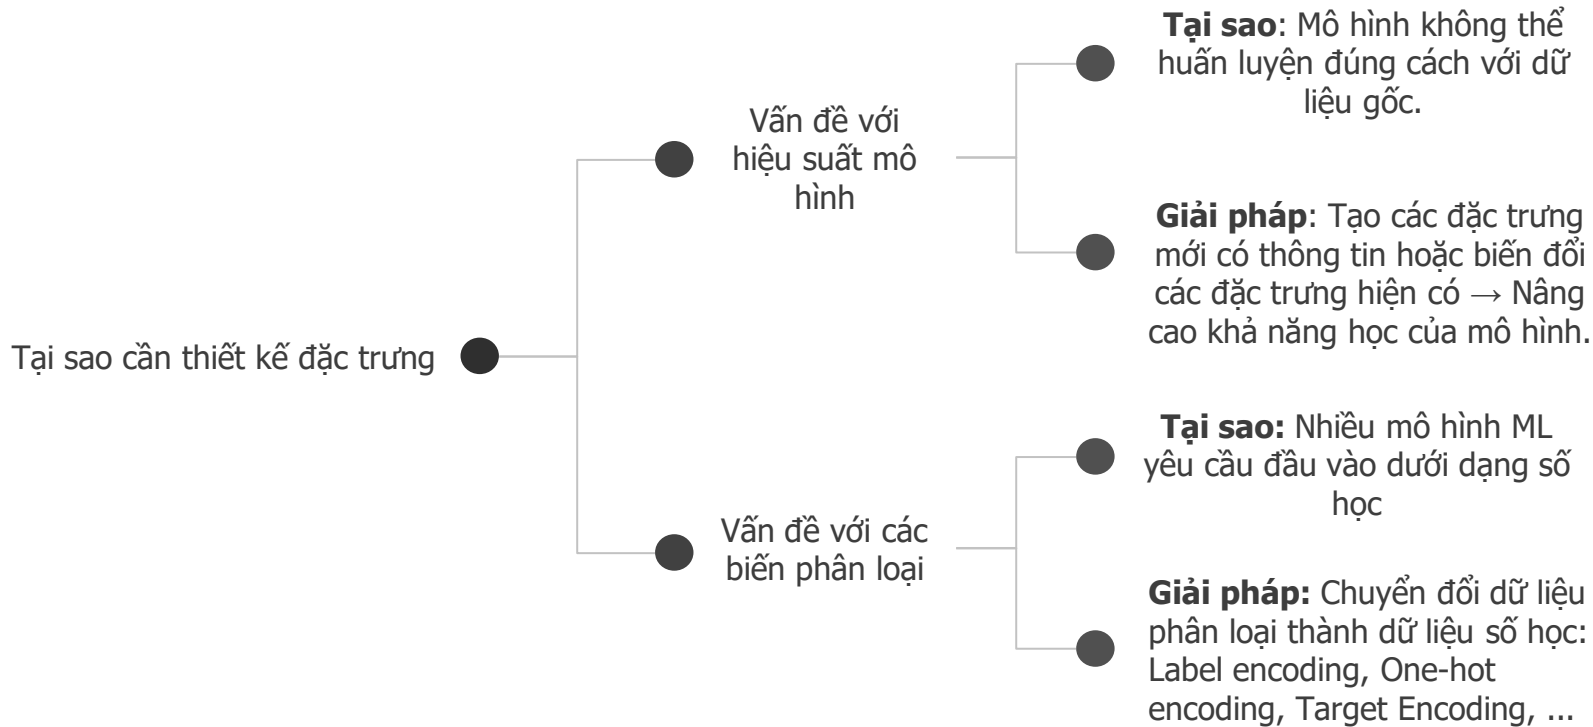 Tại sao cần thiết kế đặc trưng
Vấn đề với
hiệu suất mô
hình
Tại sao: Mô hình không thể
huấn luyện đúng cách với dữ
liệu gốc.
Giải pháp: Tạo các đặc trưng
mới có thông tin hoặc biến đổi
các đặc trưng hiện có → Nâng
cao khả năng học của mô hình.
Vấn đề với các
biến phân loại
Tại sao: Nhiều mô hình ML
yêu cầu đầu vào dưới dạng số
học
Giải pháp: Chuyển đổi dữ liệu
phân loại thành dữ liệu số học:
Label encoding, One-hot
encoding, Target Encoding, ...